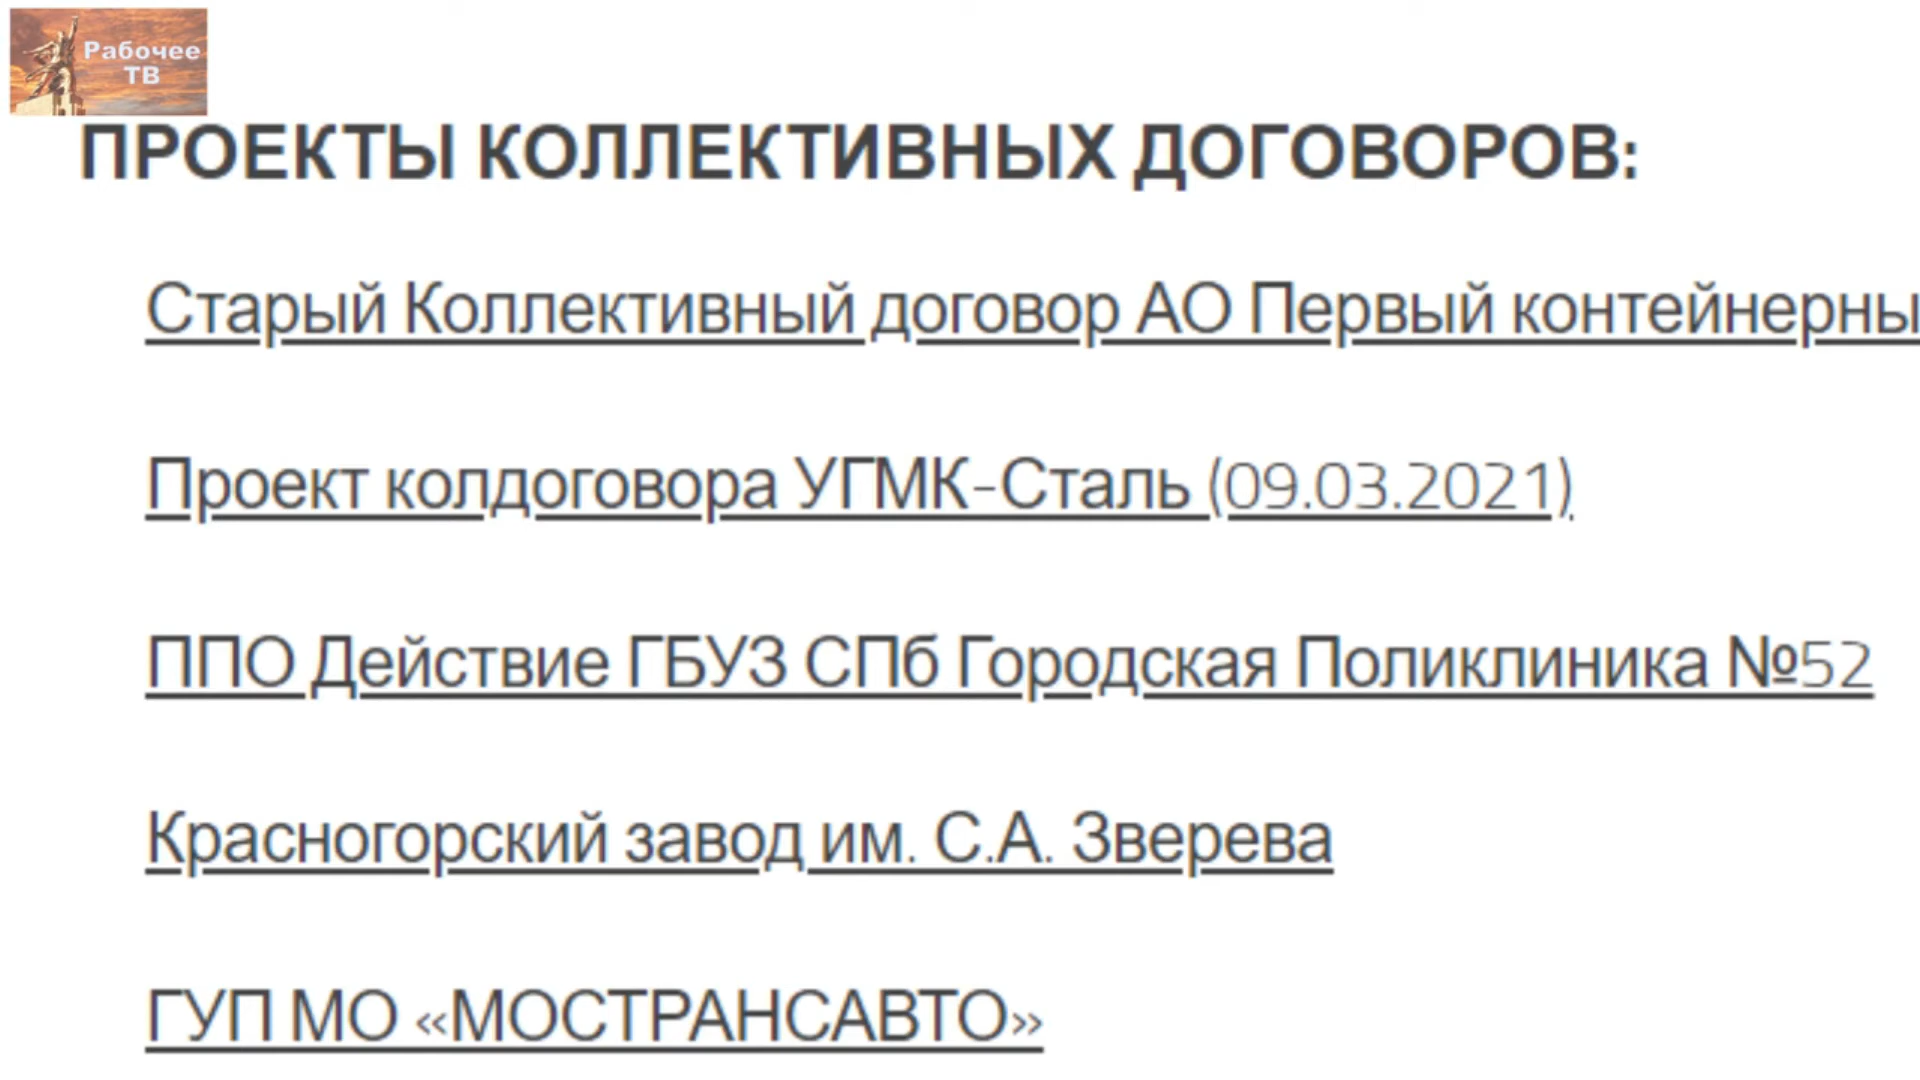 Рабочее
ТВ
ПРОЕКТЫ КОЛЛЕКТИВНЫХ ДОГОВОРОВ:
Старый Коллективный договор АО Первый контейнерны
Проект колдоговора УГМК-Сталь (09.03.2021)
ППО Действие ГБУЗ СПб Городская Поликлиника №52
Красногорский завод им. С.А. Зверева
ГУП МО «МОСТРАНСАВТО»